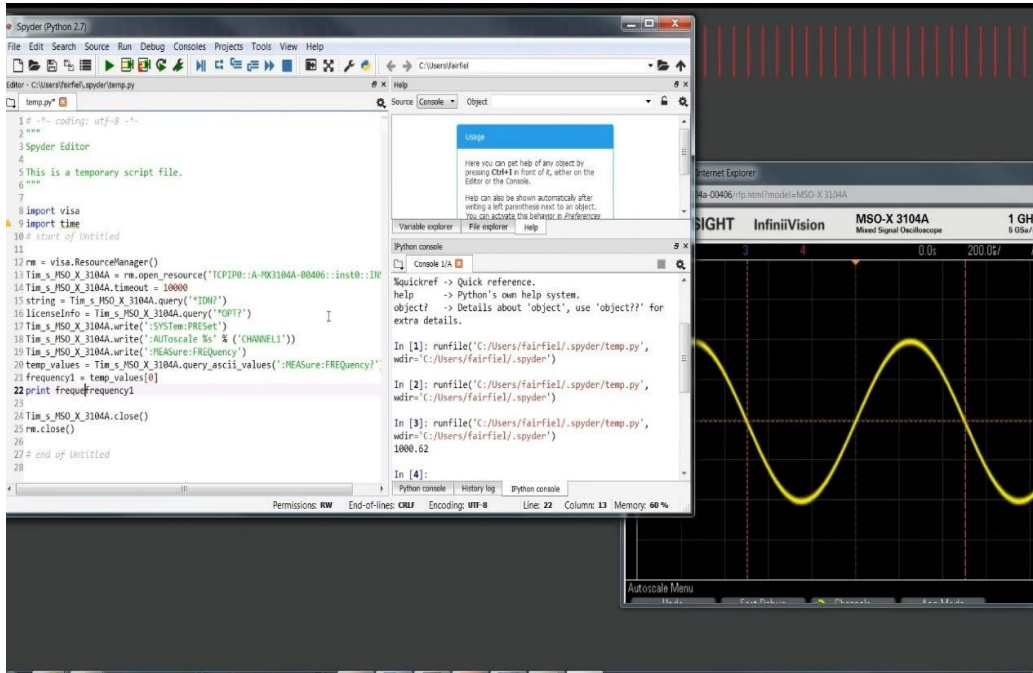 Spyder (Python 2.7)
File Edit Search Source Run Debug Consoles Projects Tools View Help
C:\Users\fairfiel
Editor - C:\Users\fairfiel\.spyder\temp.py
temp.py*
1 # -*- coding: utf-8 -*-
2 """
3 Spyder Editor
4
5 This is a temporary script file.
6 """
7
8 import visa
9 import time
10 # start of Untitled
11
12 rm = visa.ResourceManager()
13 Tim_s_MSO_X_3104A = rm.open_resource('TCPIP0::A-MX3104A-00406::inst0::IN
14 Tim_s_MSO_X_3104A.timeout = 10000
15 string = Tim_s_MSO_X_3104A.query('*IDN?')
16 licenseInfo = Tim_s_MSO_X_3104A.query('*OPT?')
17 Tim_s_MSO_X_3104A.write(':SYSTem:PRESet')
18 Tim_s_MSO_X_3104A.write(':AUToscale %s' % ('CHANNEL1'))
19 Tim_s_MSO_X_3104A.write(':MEASure:FREQuency')
20 temp_values = Tim_s_MSO_X_3104A.query_ascii_values(':MEASure:FREQuency?'
21 frequency1 = temp_values[0]
22 print frequefrequency1
23
24 Tim_s_MSO_X_3104A.close()
25 rm.close()
26
27 # end of Untitled
28
Help
Source Console Object
Usage
Here you can get help of any object by
pressing Ctrl+I in front of it, either on the
Editor or the Console.
Help can also be shown automatically after
writing a left parenthesis next to an object.
You can activate this behavior in Preferences
Variable explorer File explorer Help
IPython console
Console 1/A
%quickref -> Quick reference.
help -> Python's own help system.
object? -> Details about 'object', use 'object??' for
extra details.
In [1]: runfile('C:/Users/fairfiel/.spyder/temp.py',
wdir='C:/Users/fairfiel/.spyder')
In [2]: runfile('C:/Users/fairfiel/.spyder/temp.py',
wdir='C:/Users/fairfiel/.spyder')
In [3]: runfile('C:/Users/fairfiel/.spyder/temp.py',
wdir='C:/Users/fairfiel/.spyder')
1000.62
In [4]:
Python console History log IPython console
Permissions: RW End-of-lines: CRLF Encoding: UTF-8 Line: 22 Column: 13 Memory: 60 %
Internet Explorer
04a-00406/rfp.html?model=MSO-X 3104A
SIGHT InfiniiVision MSO-X 3104A 1 GH
Mixed Signal Oscilloscope 5 GSa/
3 4 0.0s 200.0s/
Autoscale Menu